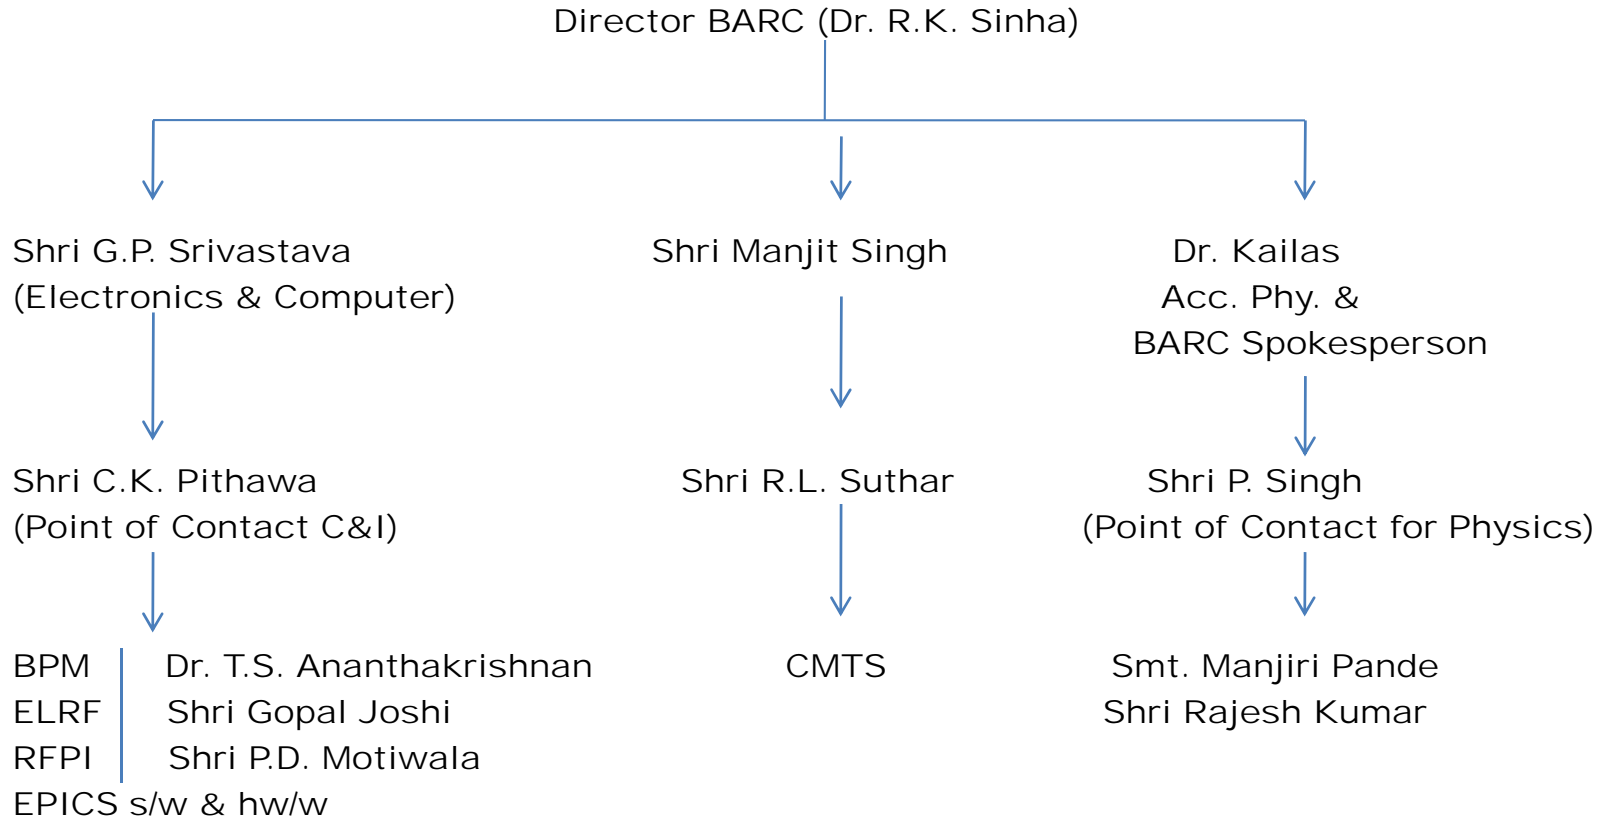 Director BARC (Dr. R.K. Sinha)
Shri G.P. Srivastava
(Electronics & Computer)
Shri Manjit Singh
Dr. Kailas
Acc. Phy. &
BARC Spokesperson
Shri C.K. Pithawa
(Point of Contact C&I)
Shri R.L. Suthar
Shri P. Singh
(Point of Contact for Physics)
BPM Dr. T.S. Ananthakrishnan
ELRF Shri Gopal Joshi
RFPI Shri P.D. Motiwala
EPICS s/w & hw/w
CMTS
Smt. Manjiri Pande
Shri Rajesh Kumar